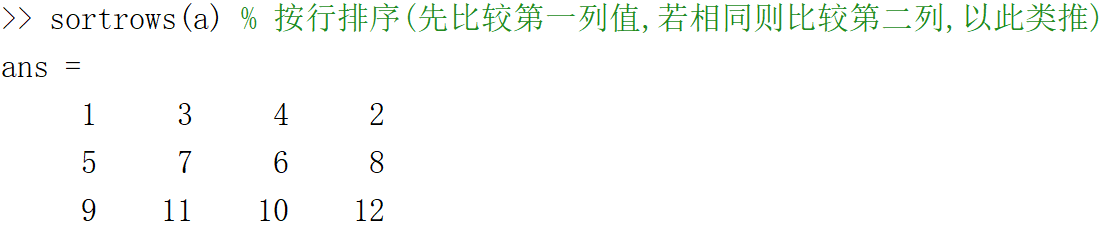 >> sortrows(a) % 按行排序(先比较第一列值,若相同则比较第二列,以此类推)
ans =
1 3 4 2
5 7 6 8
9 11 10 12